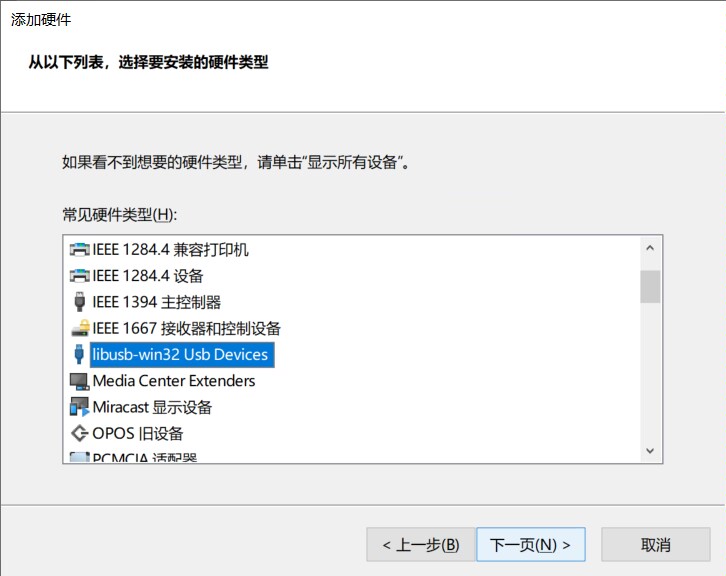 添加硬件
从以下列表，选择要安装的硬件类型
如果看不到想要的硬件类型，请单击“显示所有设备”。
常见硬件类型(H):
IEEE 1284.4 兼容打印机
IEEE 1284.4 设备
IEEE 1394 主控制器
IEEE 1667 接收器和控制设备
libusb-win32 Usb Devices
Media Center Extenders
Miracast 显示设备
OPOS 旧设备
PCMCIA 适配器
< 上一步(B) 下一页(N) > 取消